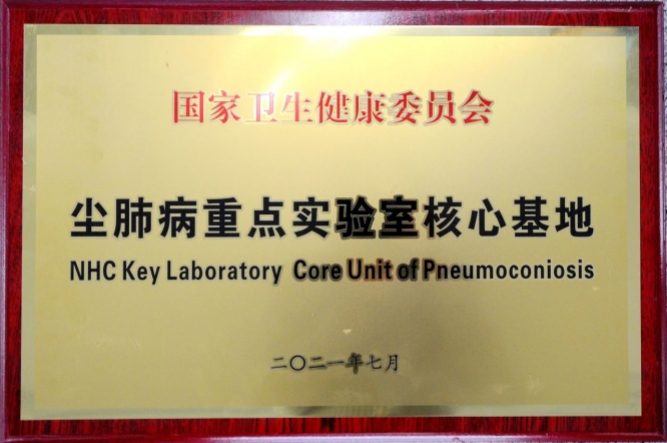 国家卫生健康委员会
尘肺病重点实验室核心基地
NHC Key Laboratory Core Unit of Pneumoconiosis
二〇二一年七月